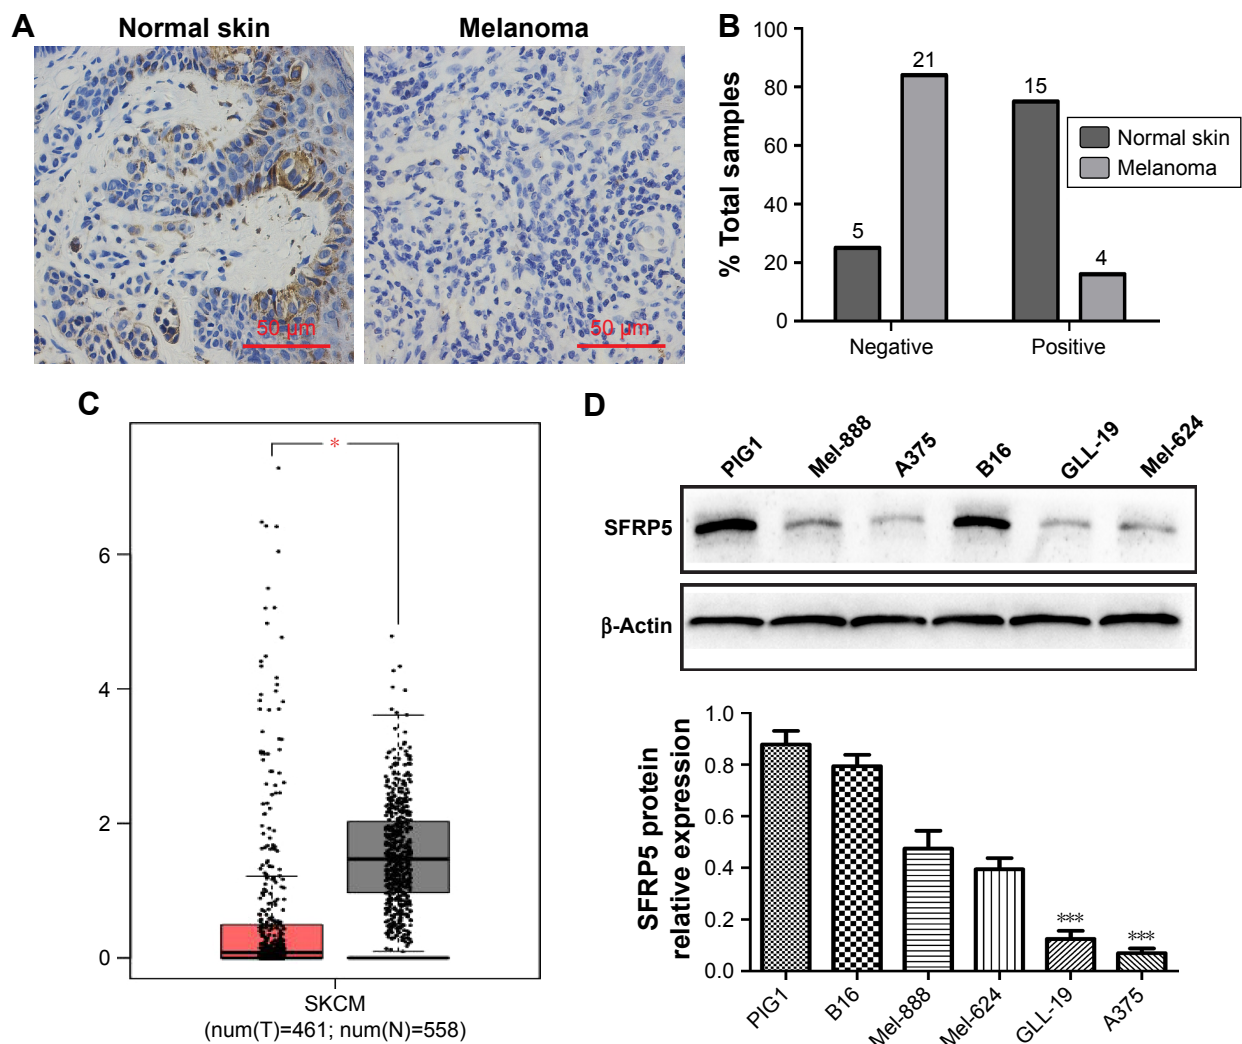 A
Normal skin
Melanoma
50 µm
50 µm
B
% Total samples
100
80
60
40
20
0
5
21
15
4
Negative
Positive
Normal skin
Melanoma
C
*
6
4
2
0
SKCM
(num(T)=461; num(N)=558)
D
PIG1
Mel-888
A375
B16
GLL-19
Mel-624
SFRP5
β-Actin
SFRP5 protein
relative expression
1.0
0.8
0.6
0.4
0.2
0.0
***
***
PIG1
B16
Mel-888
Mel-624
GLL-19
A375